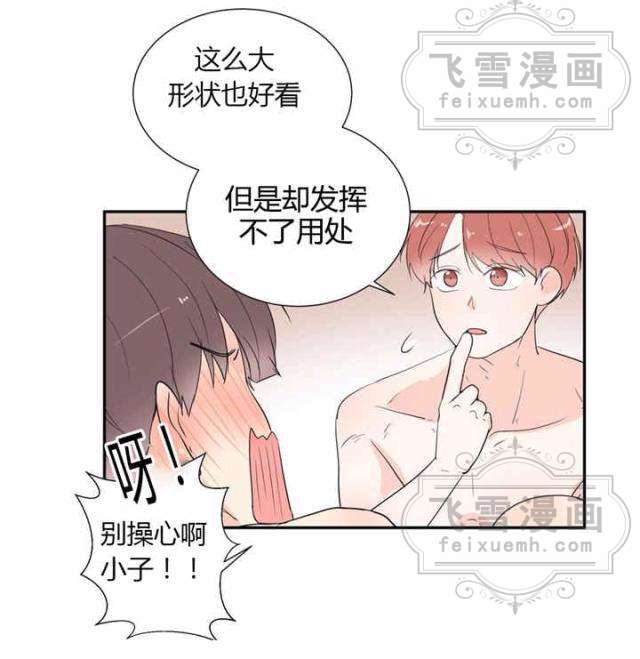 这么大
形状也好看
飞雪漫画
feixuemh.com
但是却发挥
不了用处
呀！
别操心啊
小子！！
飞雪漫画
feixuemh.com